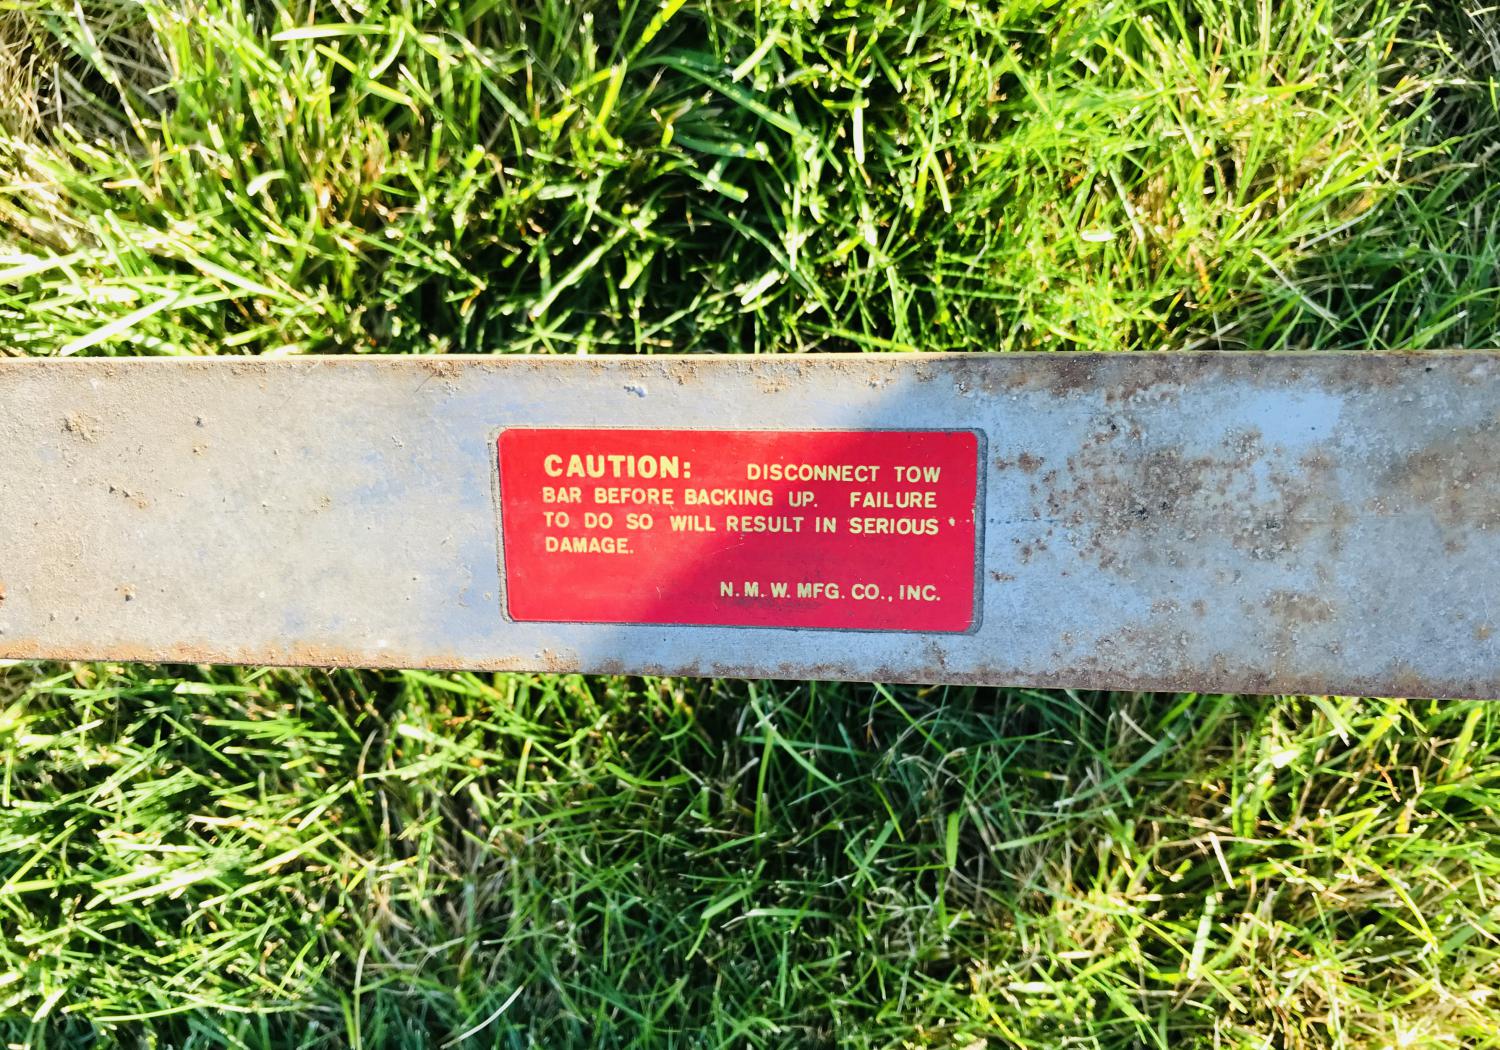 CAUTION: DISCONNECT TOW
BAR BEFORE BACKING UP. FAILURE
TO DO SO WILL RESULT IN SERIOUS
DAMAGE.
N. M. W. MFG. CO., INC.